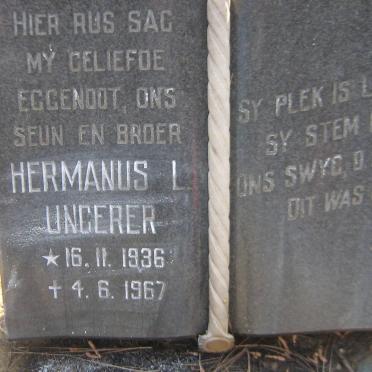 HIER RUS SAG
MY GELIEFDE
EGGENOOT, ONS
SEUN EN BROER
HERMANUS L
UNGERER
★ 16. 11. 1936
+ 4. 6. 1967
SY PLEK IS
SY STEM
ONS SWYG,
DIT WAS